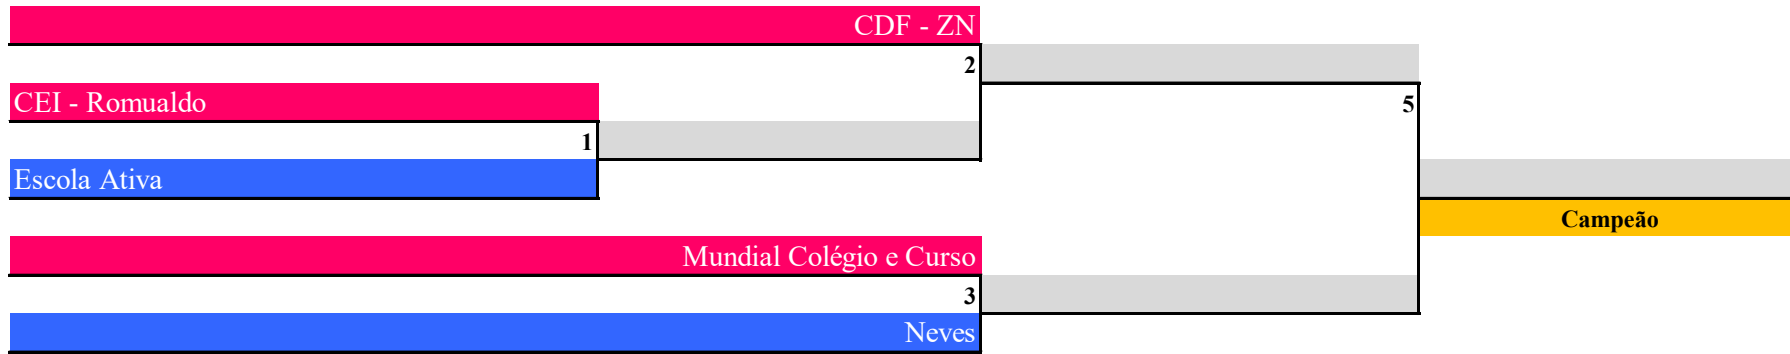 CDF - ZN
2
CEI - Romualdo
5
1
Escola Ativa
Campeão
Mundial Colégio e Curso
3
Neves